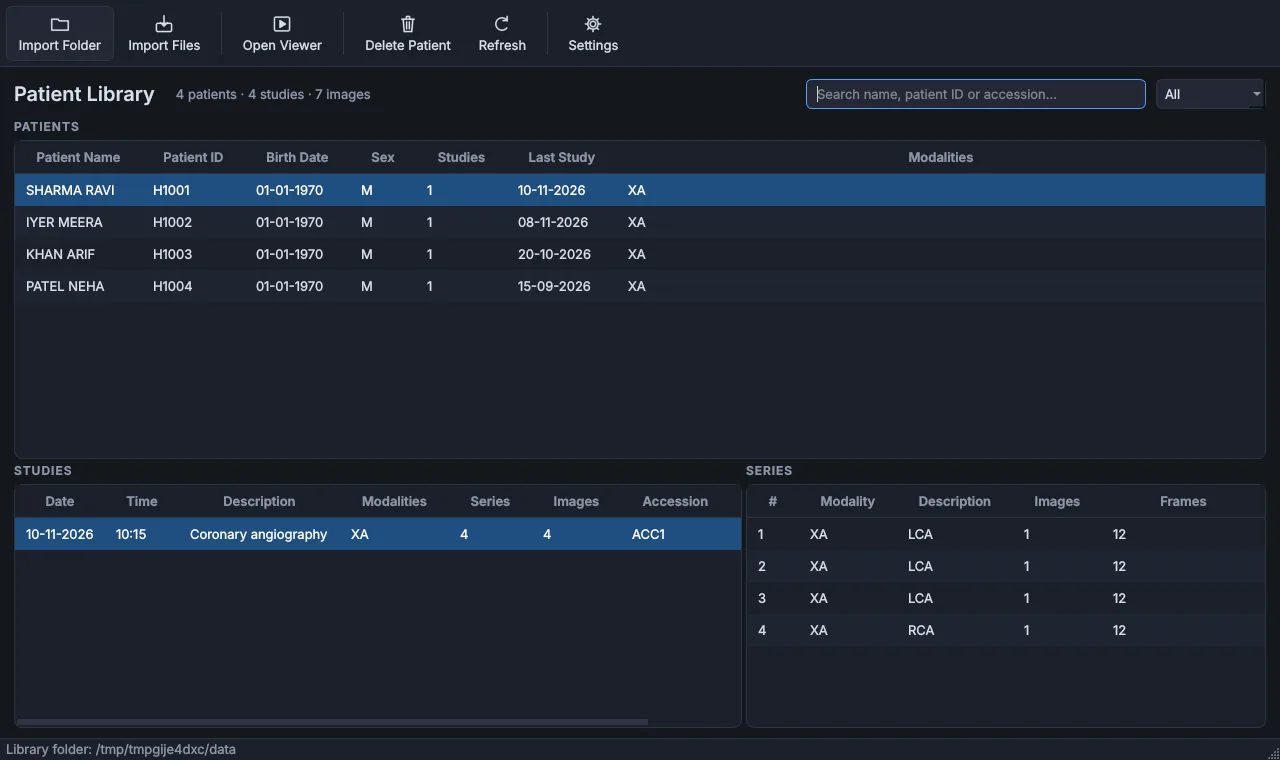 Import Folder Import Files Open Viewer Delete Patient Refresh Settings
Patient Library 4 patients · 4 studies · 7 images Search name, patient ID or accession... All
PATIENTS
Patient Name Patient ID Birth Date Sex Studies Last Study Modalities
SHARMA RAVI H1001 01-01-1970 M 1 10-11-2026 XA
IYER MEERA H1002 01-01-1970 M 1 08-11-2026 XA
KHAN ARIF H1003 01-01-1970 M 1 20-10-2026 XA
PATEL NEHA H1004 01-01-1970 M 1 15-09-2026 XA
STUDIES
Date Time Description Modalities Series Images Accession
10-11-2026 10:15 Coronary angiography XA 4 4 ACC1
SERIES
# Modality Description Images Frames
1 XA LCA 1 12
2 XA LCA 1 12
3 XA LCA 1 12
4 XA RCA 1 12
Library folder: /tmp/tmpglje4dxc/data